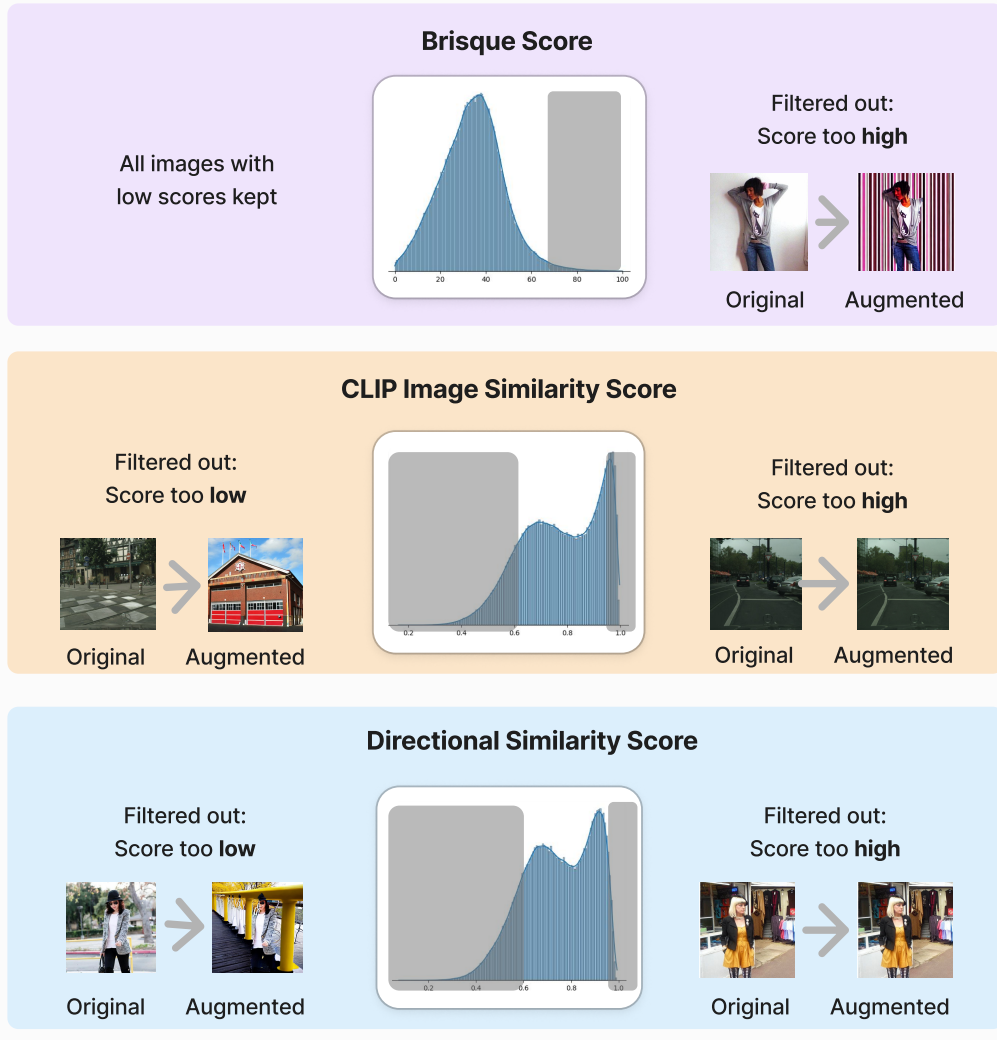 Brisque Score
All images with
low scores kept
0 20 40 60 80 100
Filtered out:
Score too high
Original Augmented
CLIP Image Similarity Score
Filtered out:
Score too low
Original Augmented
0.2 0.4 0.6 0.8 1.0
Filtered out:
Score too high
Original Augmented
Directional Similarity Score
Filtered out:
Score too low
Original Augmented
0.2 0.4 0.6 0.8 1.0
Filtered out:
Score too high
Original Augmented